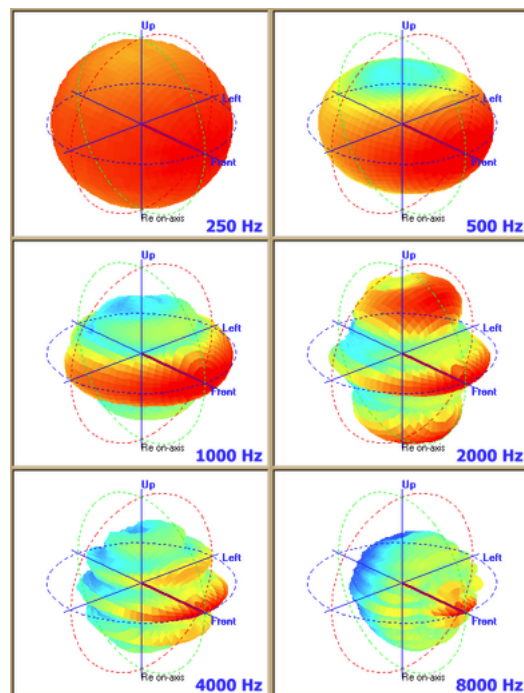 Up
Left
Front
Re on-axis
250 Hz
Up
Left
Front
Re on-axis
500 Hz
Up
Left
Front
Re on-axis
1000 Hz
Up
Left
Front
Re on-axis
2000 Hz
Up
Left
Front
Re on-axis
4000 Hz
Up
Left
Front
Re on-axis
8000 Hz